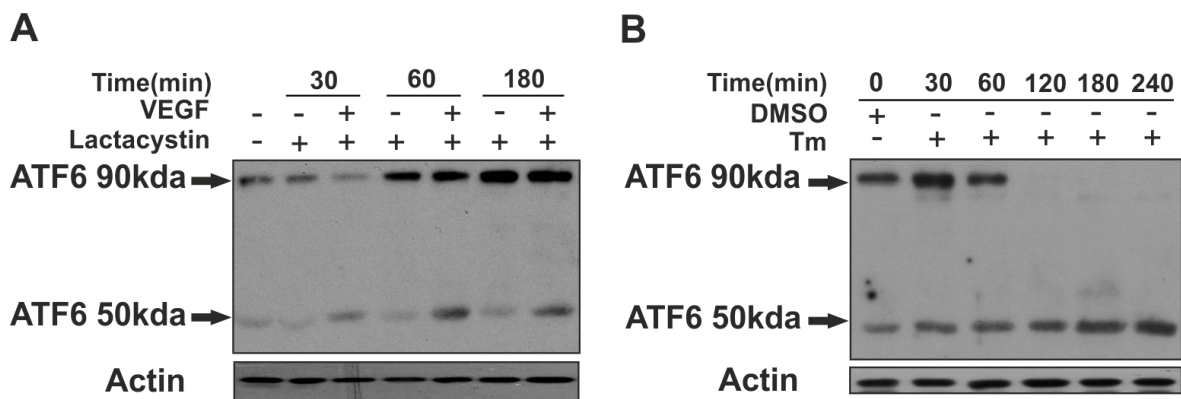 A
Time(min) 30 60 180
VEGF - - + - + - +
Lactacystin - + + + + + +
ATF6 90kda
ATF6 50kda
Actin
B
Time(min) 0 30 60 120 180 240
DMSO + - - - - -
Tm - + + + + +
ATF6 90kda
ATF6 50kda
Actin